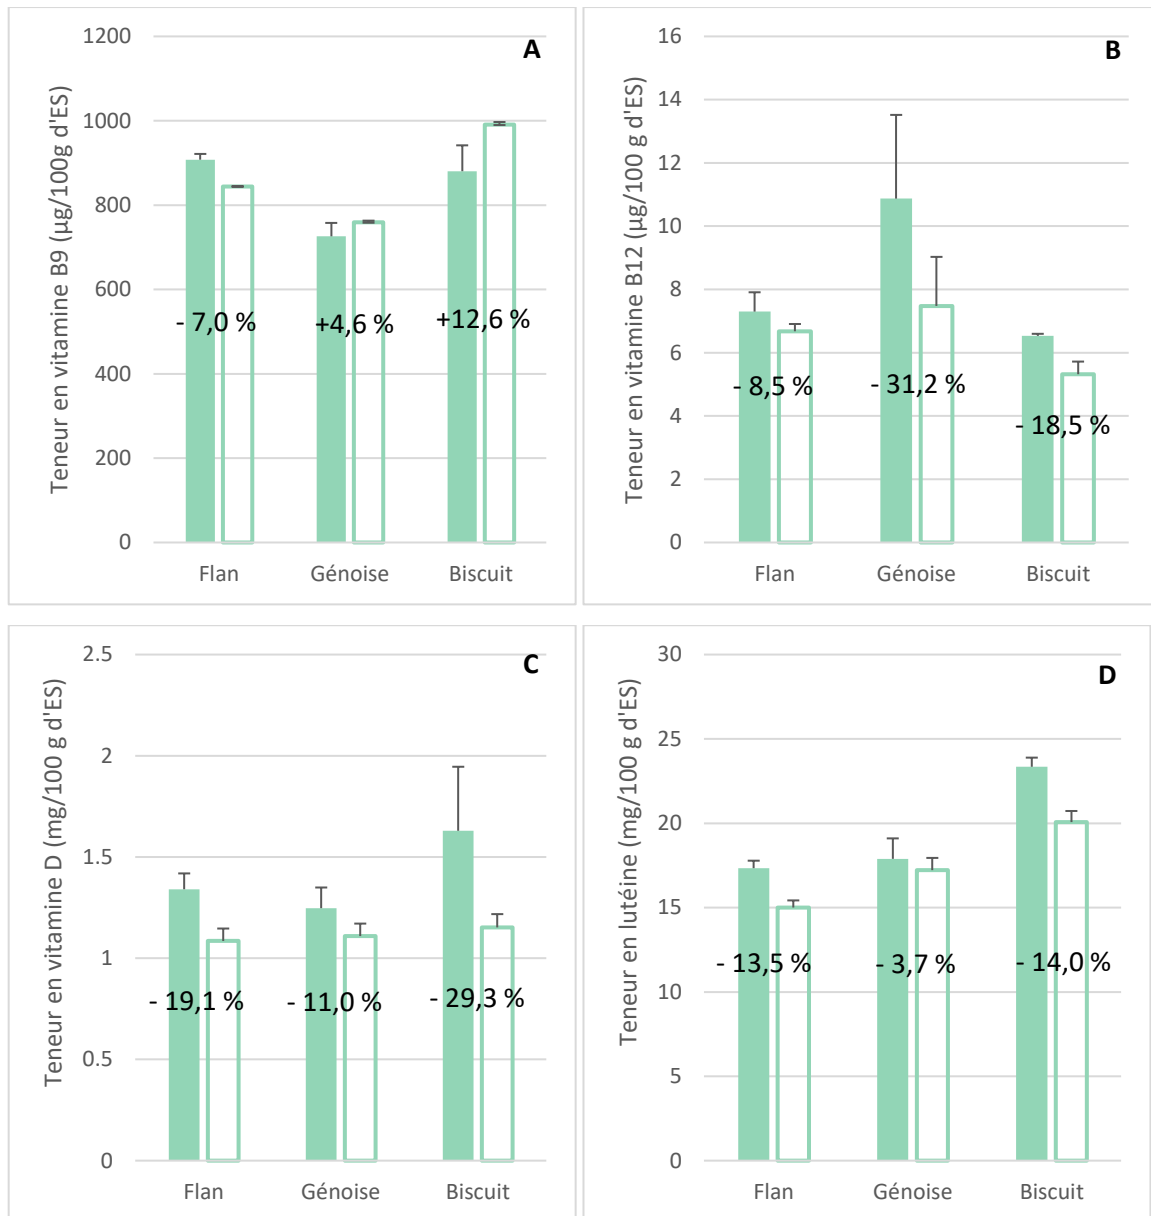 A
Teneur en vitamine B9 (µg/100g d'ES)
1200
1000
800
600
400
200
0
- 7,0 %
+4,6 %
+12,6 %
Flan
Génoise
Biscuit
B
Teneur en vitamine B12 (µg/100 g d'ES)
16
14
12
10
8
6
4
2
0
- 8,5 %
- 31,2 %
- 18,5 %
Flan
Génoise
Biscuit
C
Teneur en vitamine D (mg/100 g d'ES)
2.5
2
1.5
1
0.5
0
- 19,1 %
- 11,0 %
- 29,3 %
Flan
Génoise
Biscuit
D
Teneur en lutéine (mg/100 g d'ES)
30
25
20
15
10
5
0
- 13,5 %
- 3,7 %
- 14,0 %
Flan
Génoise
Biscuit